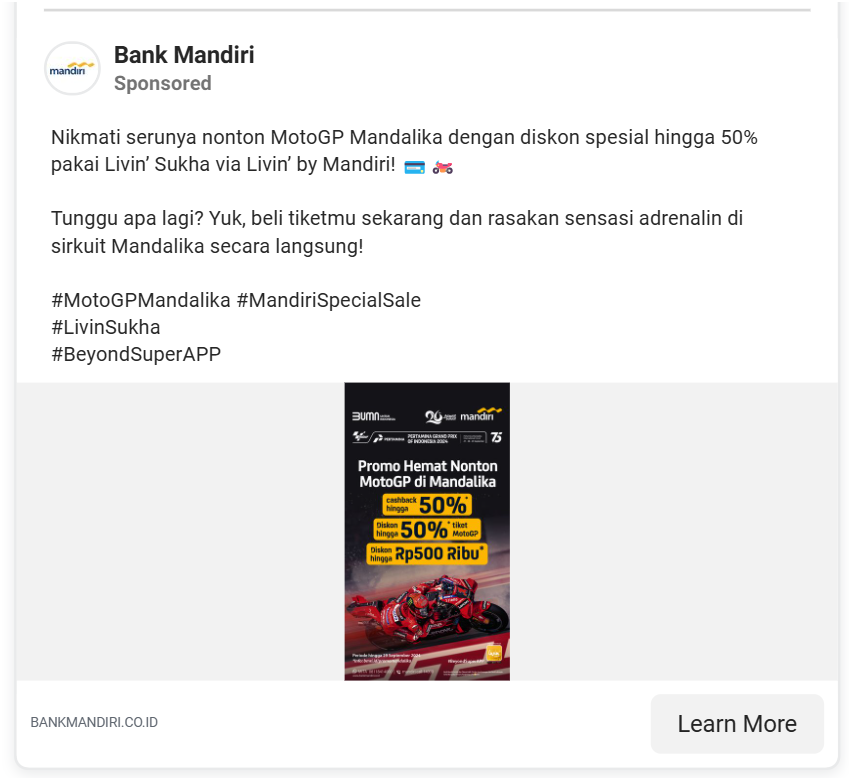 mandiri
Bank Mandiri
Sponsored
Nikmati serunya nonton MotoGP Mandalika dengan diskon spesial hingga 50%
pakai Livin’ Sukha via Livin’ by Mandiri!
Tunggu apa lagi? Yuk, beli tiketmu sekarang dan rasakan sensasi adrenalin di
sirkuit Mandalika secara langsung!
#MotoGPMandalika #MandiriSpecialSale
#LivinSukha
#BeyondSuperAPP
BUMN
mandiri
PERTAMINA
PERTAMINA GRAND PRIX
OF INDONESIA 2024
75
Promo Hemat Nonton
MotoGP di Mandalika
cashback
hingga 50%*
Diskon
hingga 50%* tiket
MotoGP
Diskon
hingga Rp500 Ribu*
Periode hingga 29 September 2024
BANKMANDIRI.CO.ID
Learn More